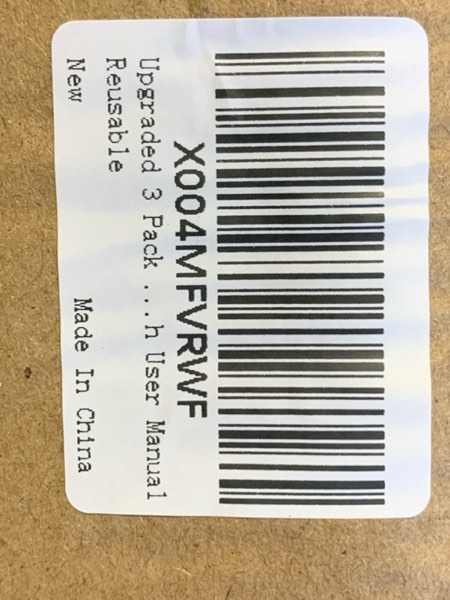 X004MFVRWF
Upgraded 3 Pack ...h User Manual
Reusable
New
Made In China